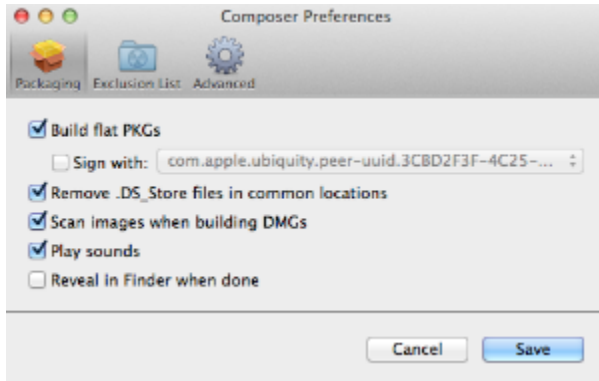 Composer Preferences
Packaging Exclusion List Advanced
Build flat PKGs
Sign with: com.apple.ubiquity.peer-uuid.3CBD2F3F-4C25-...
Remove .DS_Store files in common locations
Scan images when building DMGs
Play sounds
Reveal in Finder when done
Cancel Save